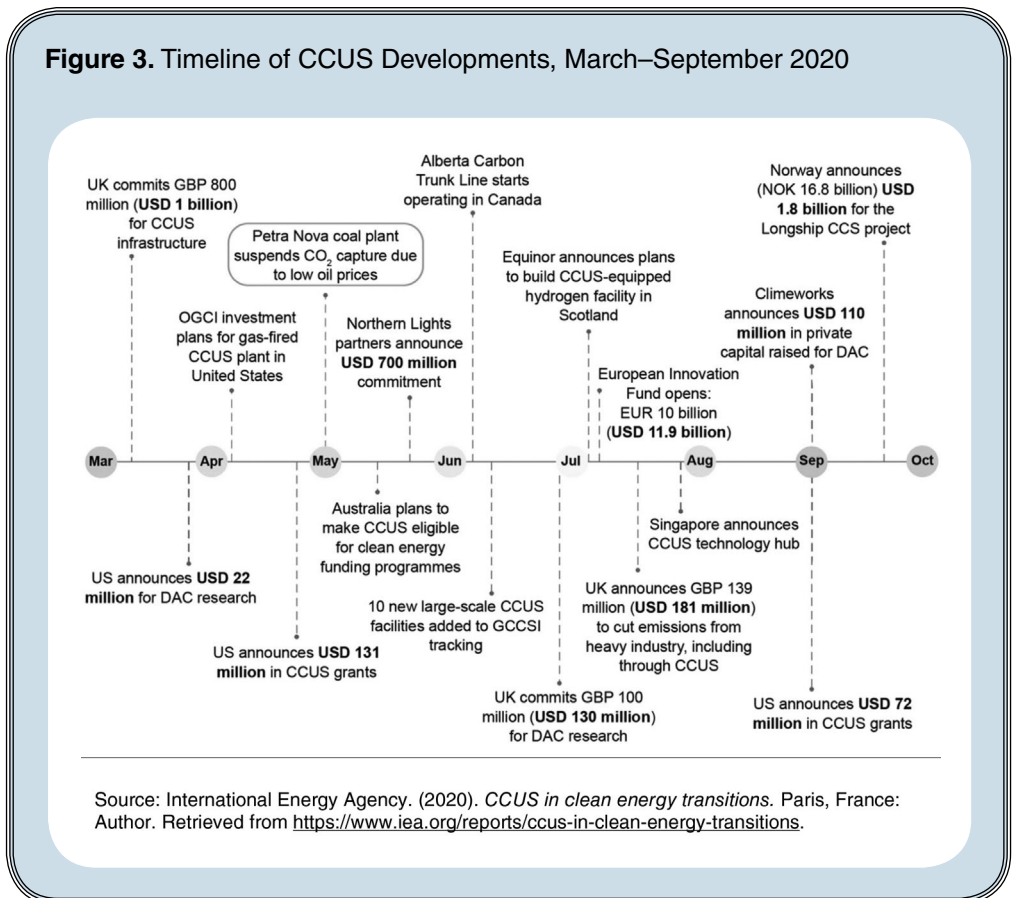 Figure 3. Timeline of CCUS Developments, March–September 2020
UK commits GBP 800
million (USD 1 billion)
for CCUS
infrastructure
Petra Nova coal plant
suspends CO2 capture due
to low oil prices
Alberta Carbon
Trunk Line starts
operating in Canada
Norway announces
(NOK 16.8 billion) USD
1.8 billion for the
Longship CCS project
OGCI investment
plans for gas-fired
CCUS plant in
United States
Northern Lights
partners announce
USD 700 million
commitment
Equinor announces plans
to build CCUS-equipped
hydrogen facility in
Scotland
Climeworks
announces USD 110
million in private
capital raised for DAC
European Innovation
Fund opens:
EUR 10 billion
(USD 11.9 billion)
Mar Apr May Jun Jul Aug Sep Oct
US announces USD 22
million for DAC research
US announces USD 131
million in CCUS grants
Australia plans to
make CCUS eligible
for clean energy
funding programmes
10 new large-scale CCUS
facilities added to GCCSI
tracking
UK commits GBP 100
million (USD 130 million)
for DAC research
UK announces GBP 139
million (USD 181 million)
to cut emissions from
heavy industry, including
through CCUS
Singapore announces
CCUS technology hub
US announces USD 72
million in CCUS grants
Source: International Energy Agency. (2020). CCUS in clean energy transitions. Paris, France:
Author. Retrieved from https://www.iea.org/reports/ccus-in-clean-energy-transitions.